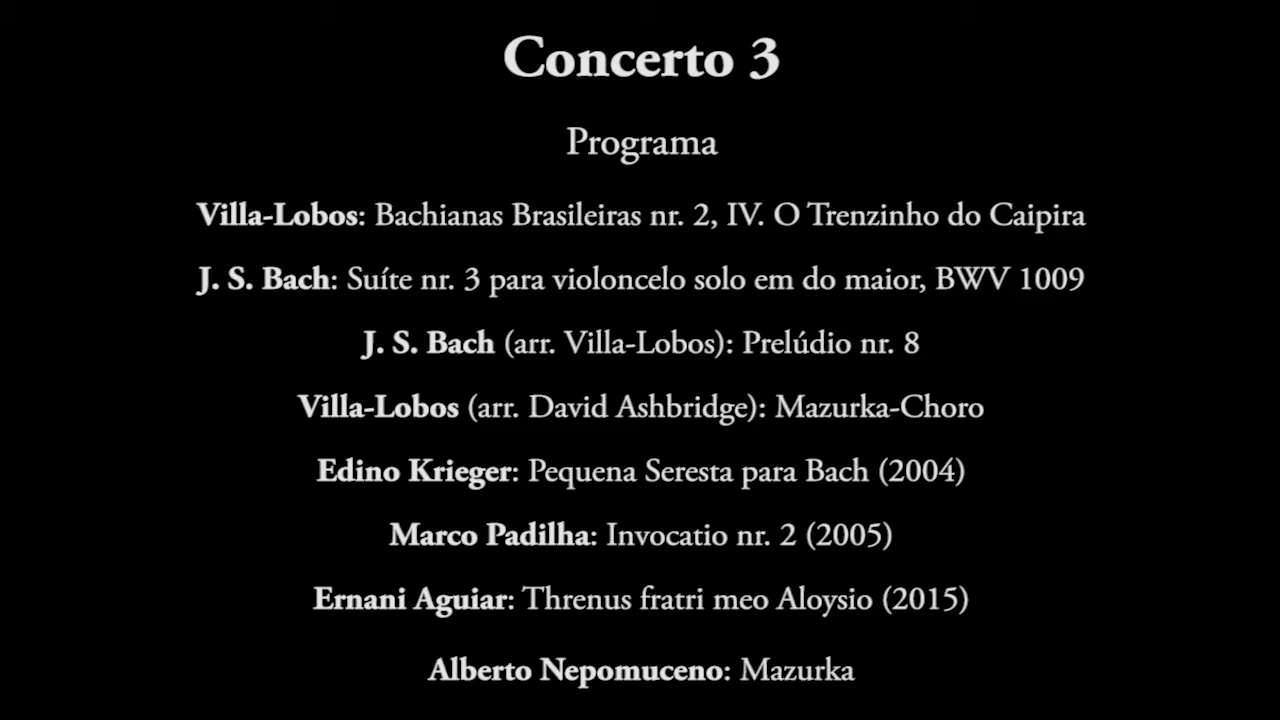 Concerto 3
Programa
Villa-Lobos: Bachianas Brasileiras nr. 2, IV. O Trenzinho do Caipira
J. S. Bach: Suíte nr. 3 para violoncelo solo em do maior, BWV 1009
J. S. Bach (arr. Villa-Lobos): Prelúdio nr. 8
Villa-Lobos (arr. David Ashbridge): Mazurka-Choro
Edino Krieger: Pequena Seresta para Bach (2004)
Marco Padilha: Invocatio nr. 2 (2005)
Ernani Aguiar: Threnus fratri meo Aloysio (2015)
Alberto Nepomuceno: Mazurka